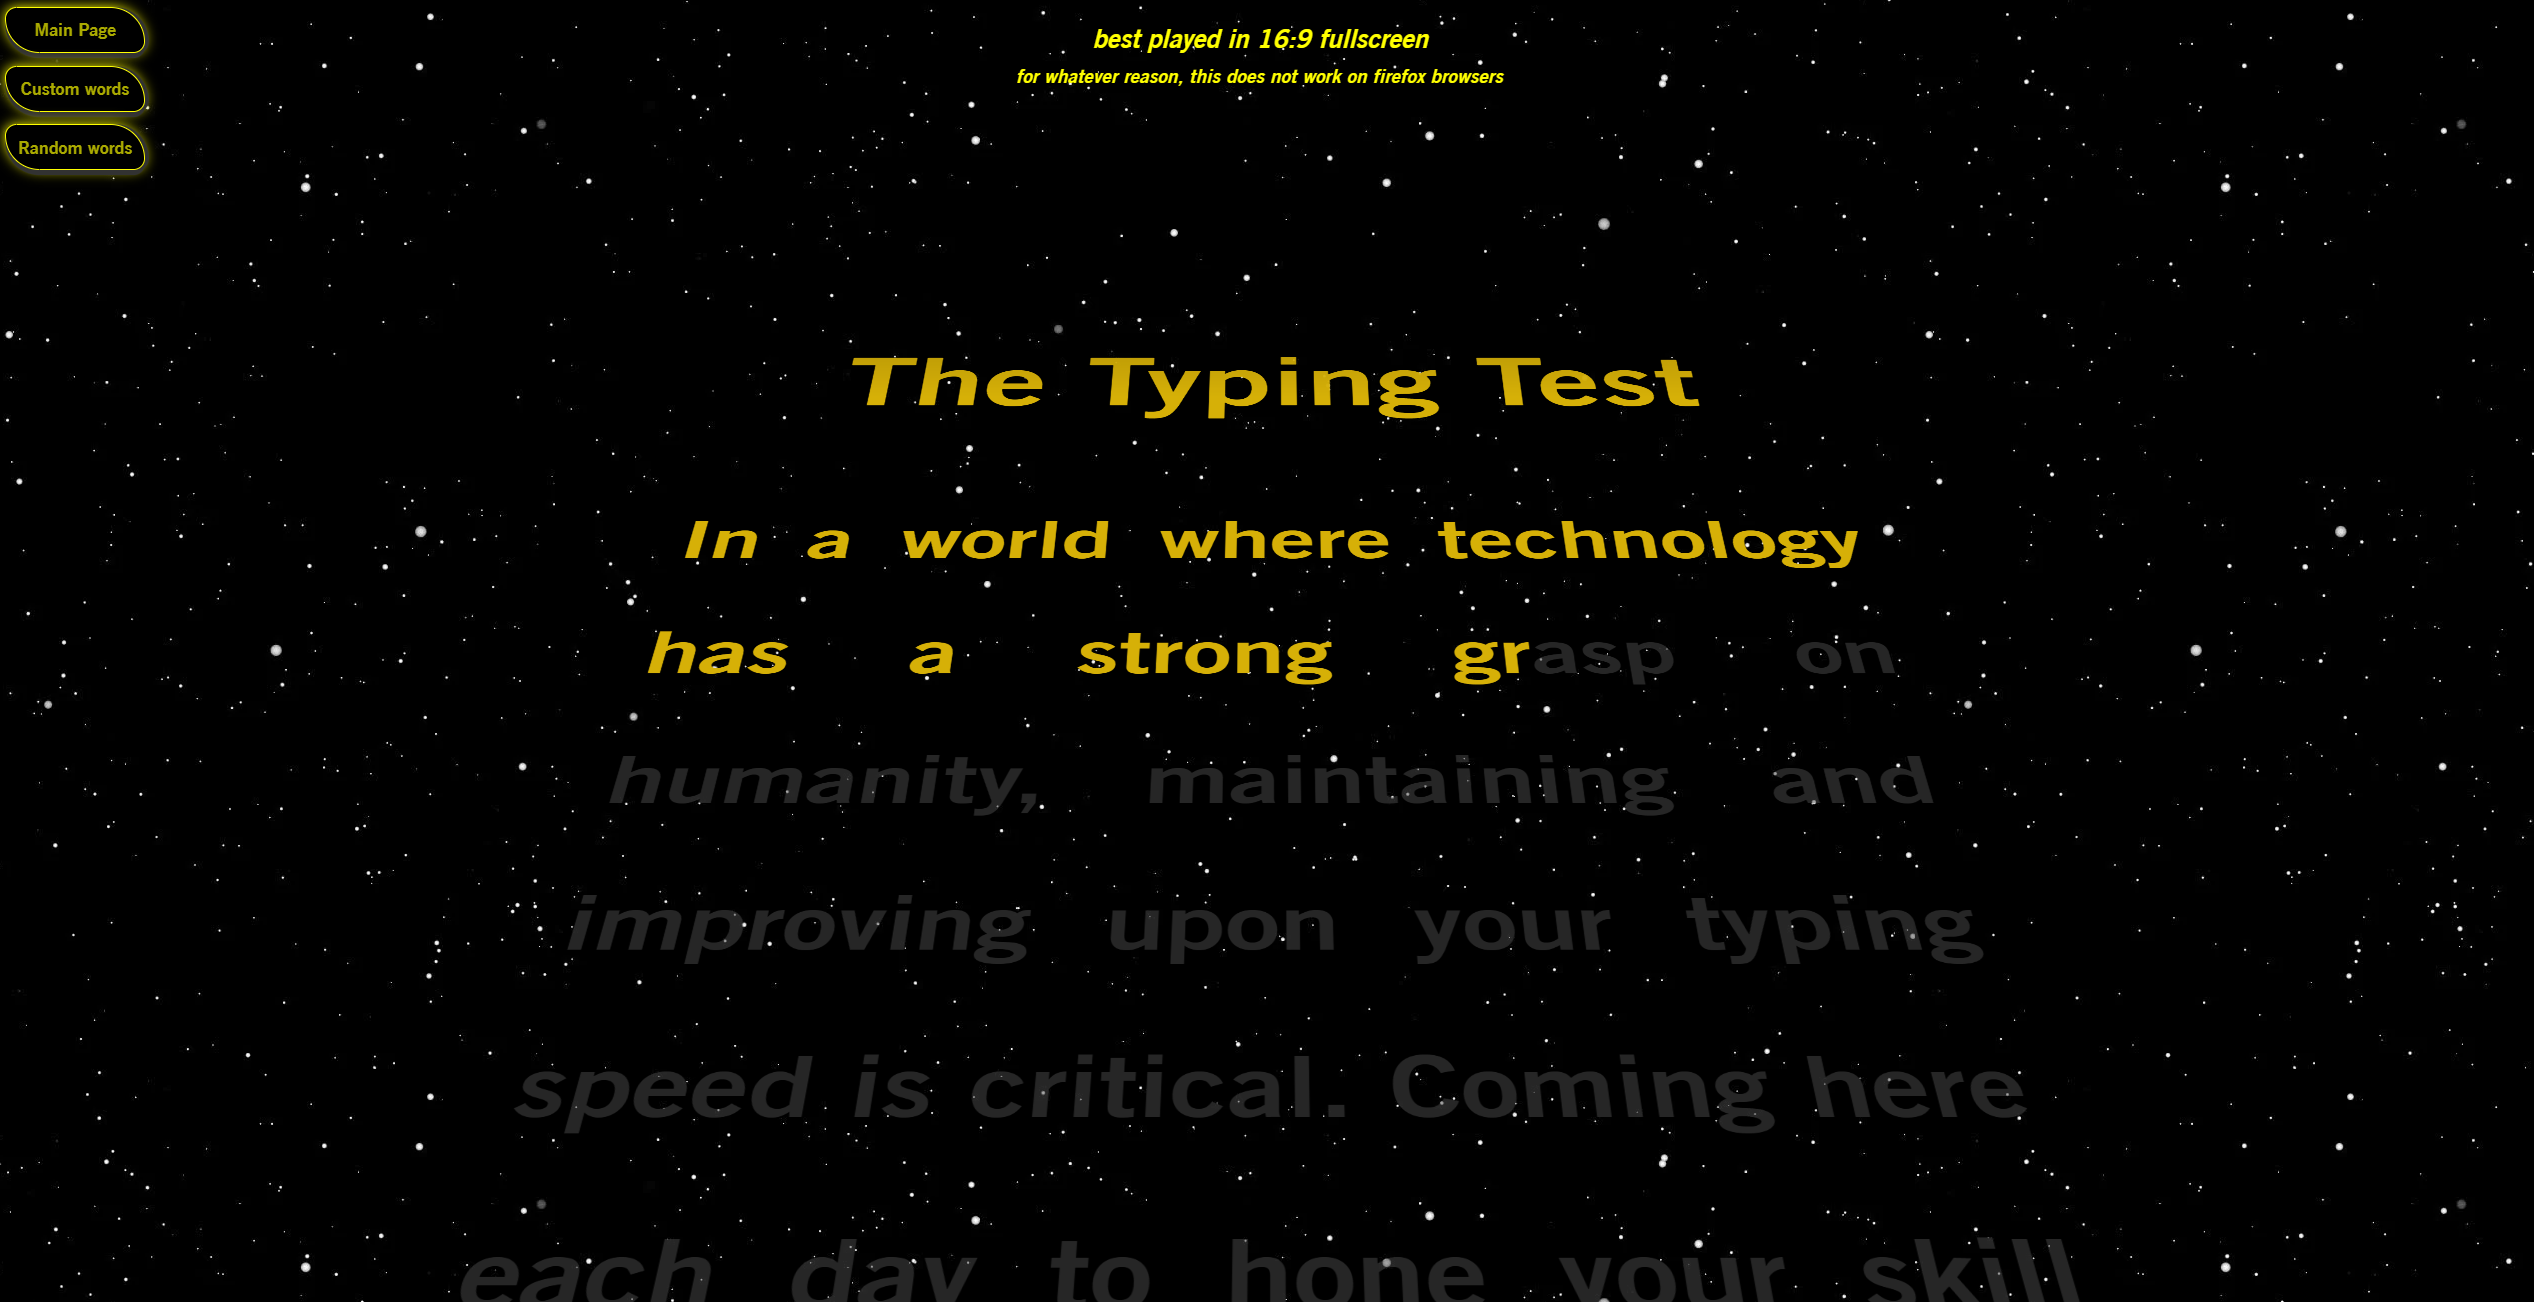 Main Page
Custom words
Random words
best played in 16:9 fullscreen
for whatever reason, this does not work on firefox browsers
The Typing Test
In a world where technology
has a strong grasp on
humanity, maintaining and
improving upon your typing
speed is critical. Coming here
each day to hone your skill